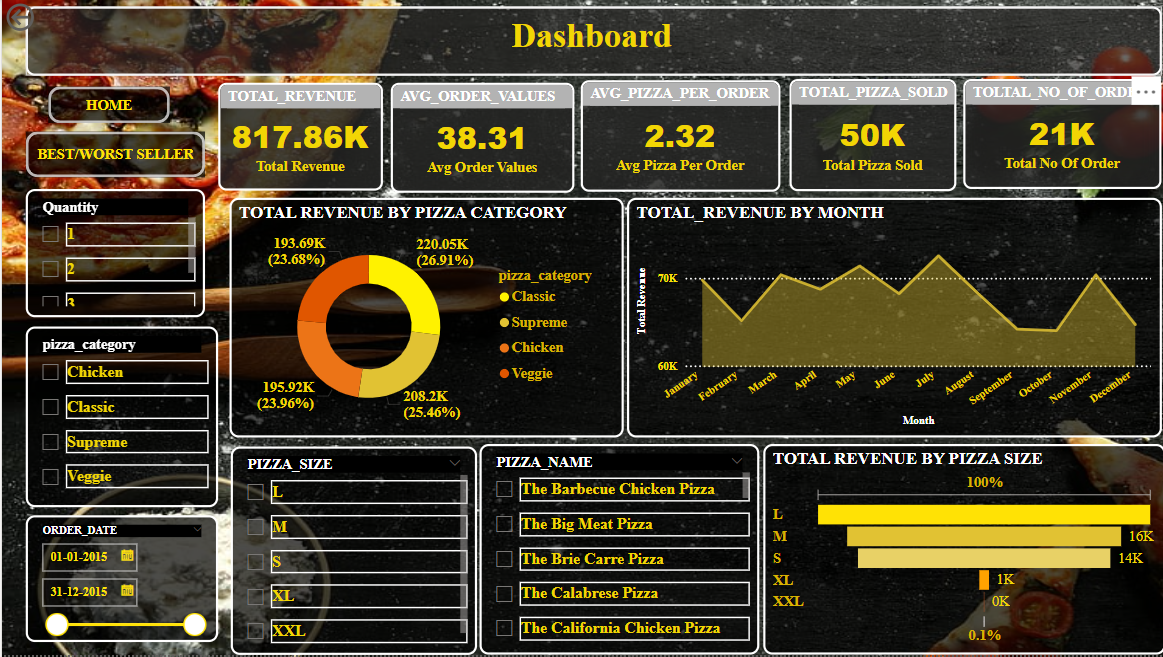 Dashboard
HOME
BEST/WORST SELLER
TOTAL_REVENUE
817.86K
Total Revenue
AVG_ORDER_VALUES
38.31
Avg Order Values
AVG_PIZZA_PER_ORDER
2.32
Avg Pizza Per Order
TOTAL_PIZZA_SOLD
50K
Total Pizza Sold
TOLTAL_NO_OF_ORD
21K
Total No Of Order
Quantity
1
2
3
pizza_category
Chicken
Classic
Supreme
Veggie
ORDER_DATE
01-01-2015
31-12-2015
TOTAL REVENUE BY PIZZA CATEGORY
193.69K
(23.68%)
220.05K
(26.91%)
195.92K
(23.96%)
208.2K
(25.46%)
pizza_category
Classic
Supreme
Chicken
Veggie
TOTAL_REVENUE BY MONTH
Total Revenue
70K
60K
January
February
March
April
May
June
July
August
September
October
November
December
Month
PIZZA_SIZE
L
M
S
XL
XXL
PIZZA_NAME
The Barbecue Chicken Pizza
The Big Meat Pizza
The Brie Carre Pizza
The Calabrese Pizza
The California Chicken Pizza
TOTAL REVENUE BY PIZZA SIZE
100%
L
M 16K
S 14K
XL 1K
XXL 0K
0.1%